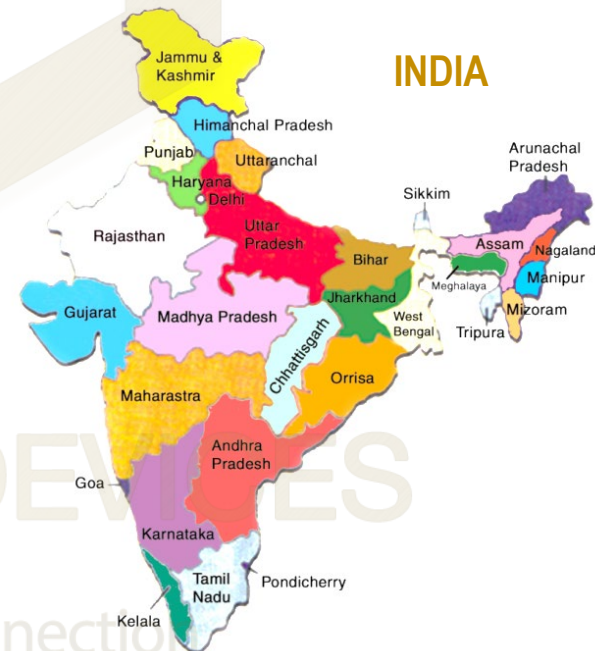 INDIA
Jammu &
Kashmir
Himanchal Pradesh
Punjab
Uttaranchal
Haryana
Delhi
Arunachal
Pradesh
Sikkim
Rajasthan
Uttar
Pradesh
Assam
Nagaland
Bihar
Meghalaya
Manipur
Jharkhand
Gujarat
Madhya Pradesh
West
Bengal
Mizoram
Tripura
Chhattisgarh
Orrisa
Maharastra
Andhra
Pradesh
DEVICES
Goa
Karnataka
Tamil
Nadu
Pondicherry
Kelala
nection